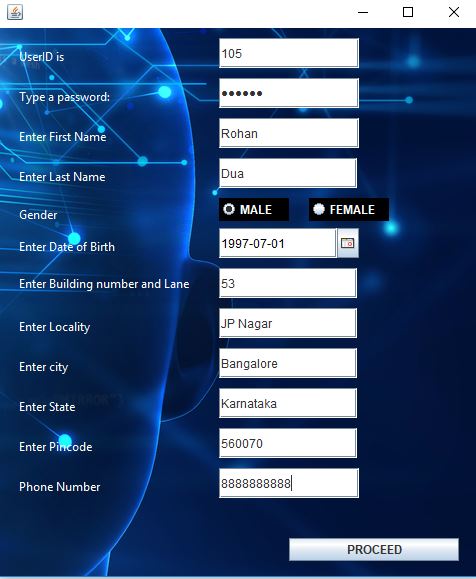 UserID is 105
Type a password: ••••••
Enter First Name Rohan
Enter Last Name Dua
Gender MALE FEMALE
Enter Date of Birth 1997-07-01
Enter Building number and Lane 53
Enter Locality JP Nagar
Enter city Bangalore
Enter State Karnataka
Enter Pincode 560070
Phone Number 8888888888
PROCEED